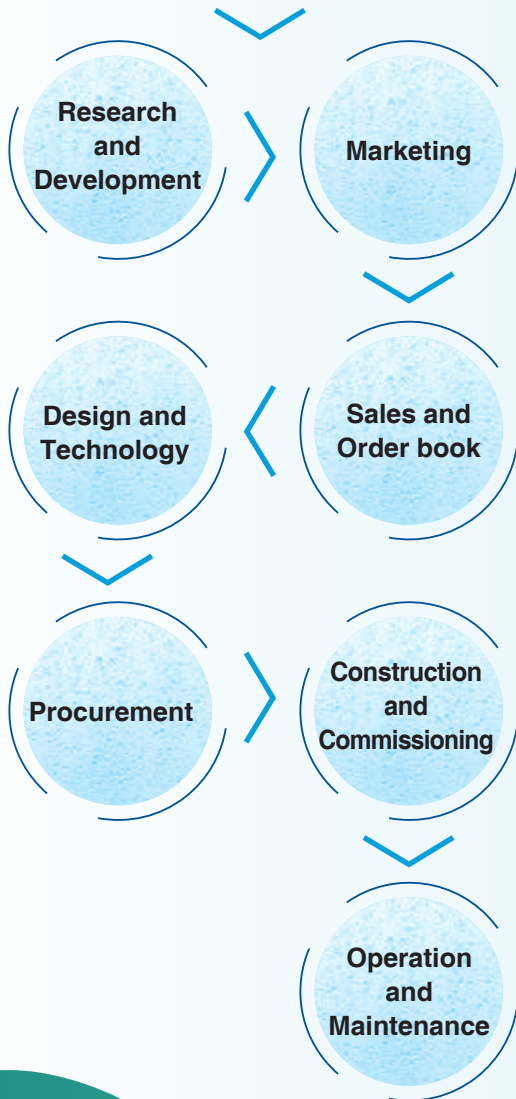 Research
and
Development
Marketing
Sales and
Order book
Design and
Technology
Procurement
Construction
and
Commissioning
Operation
and
Maintenance